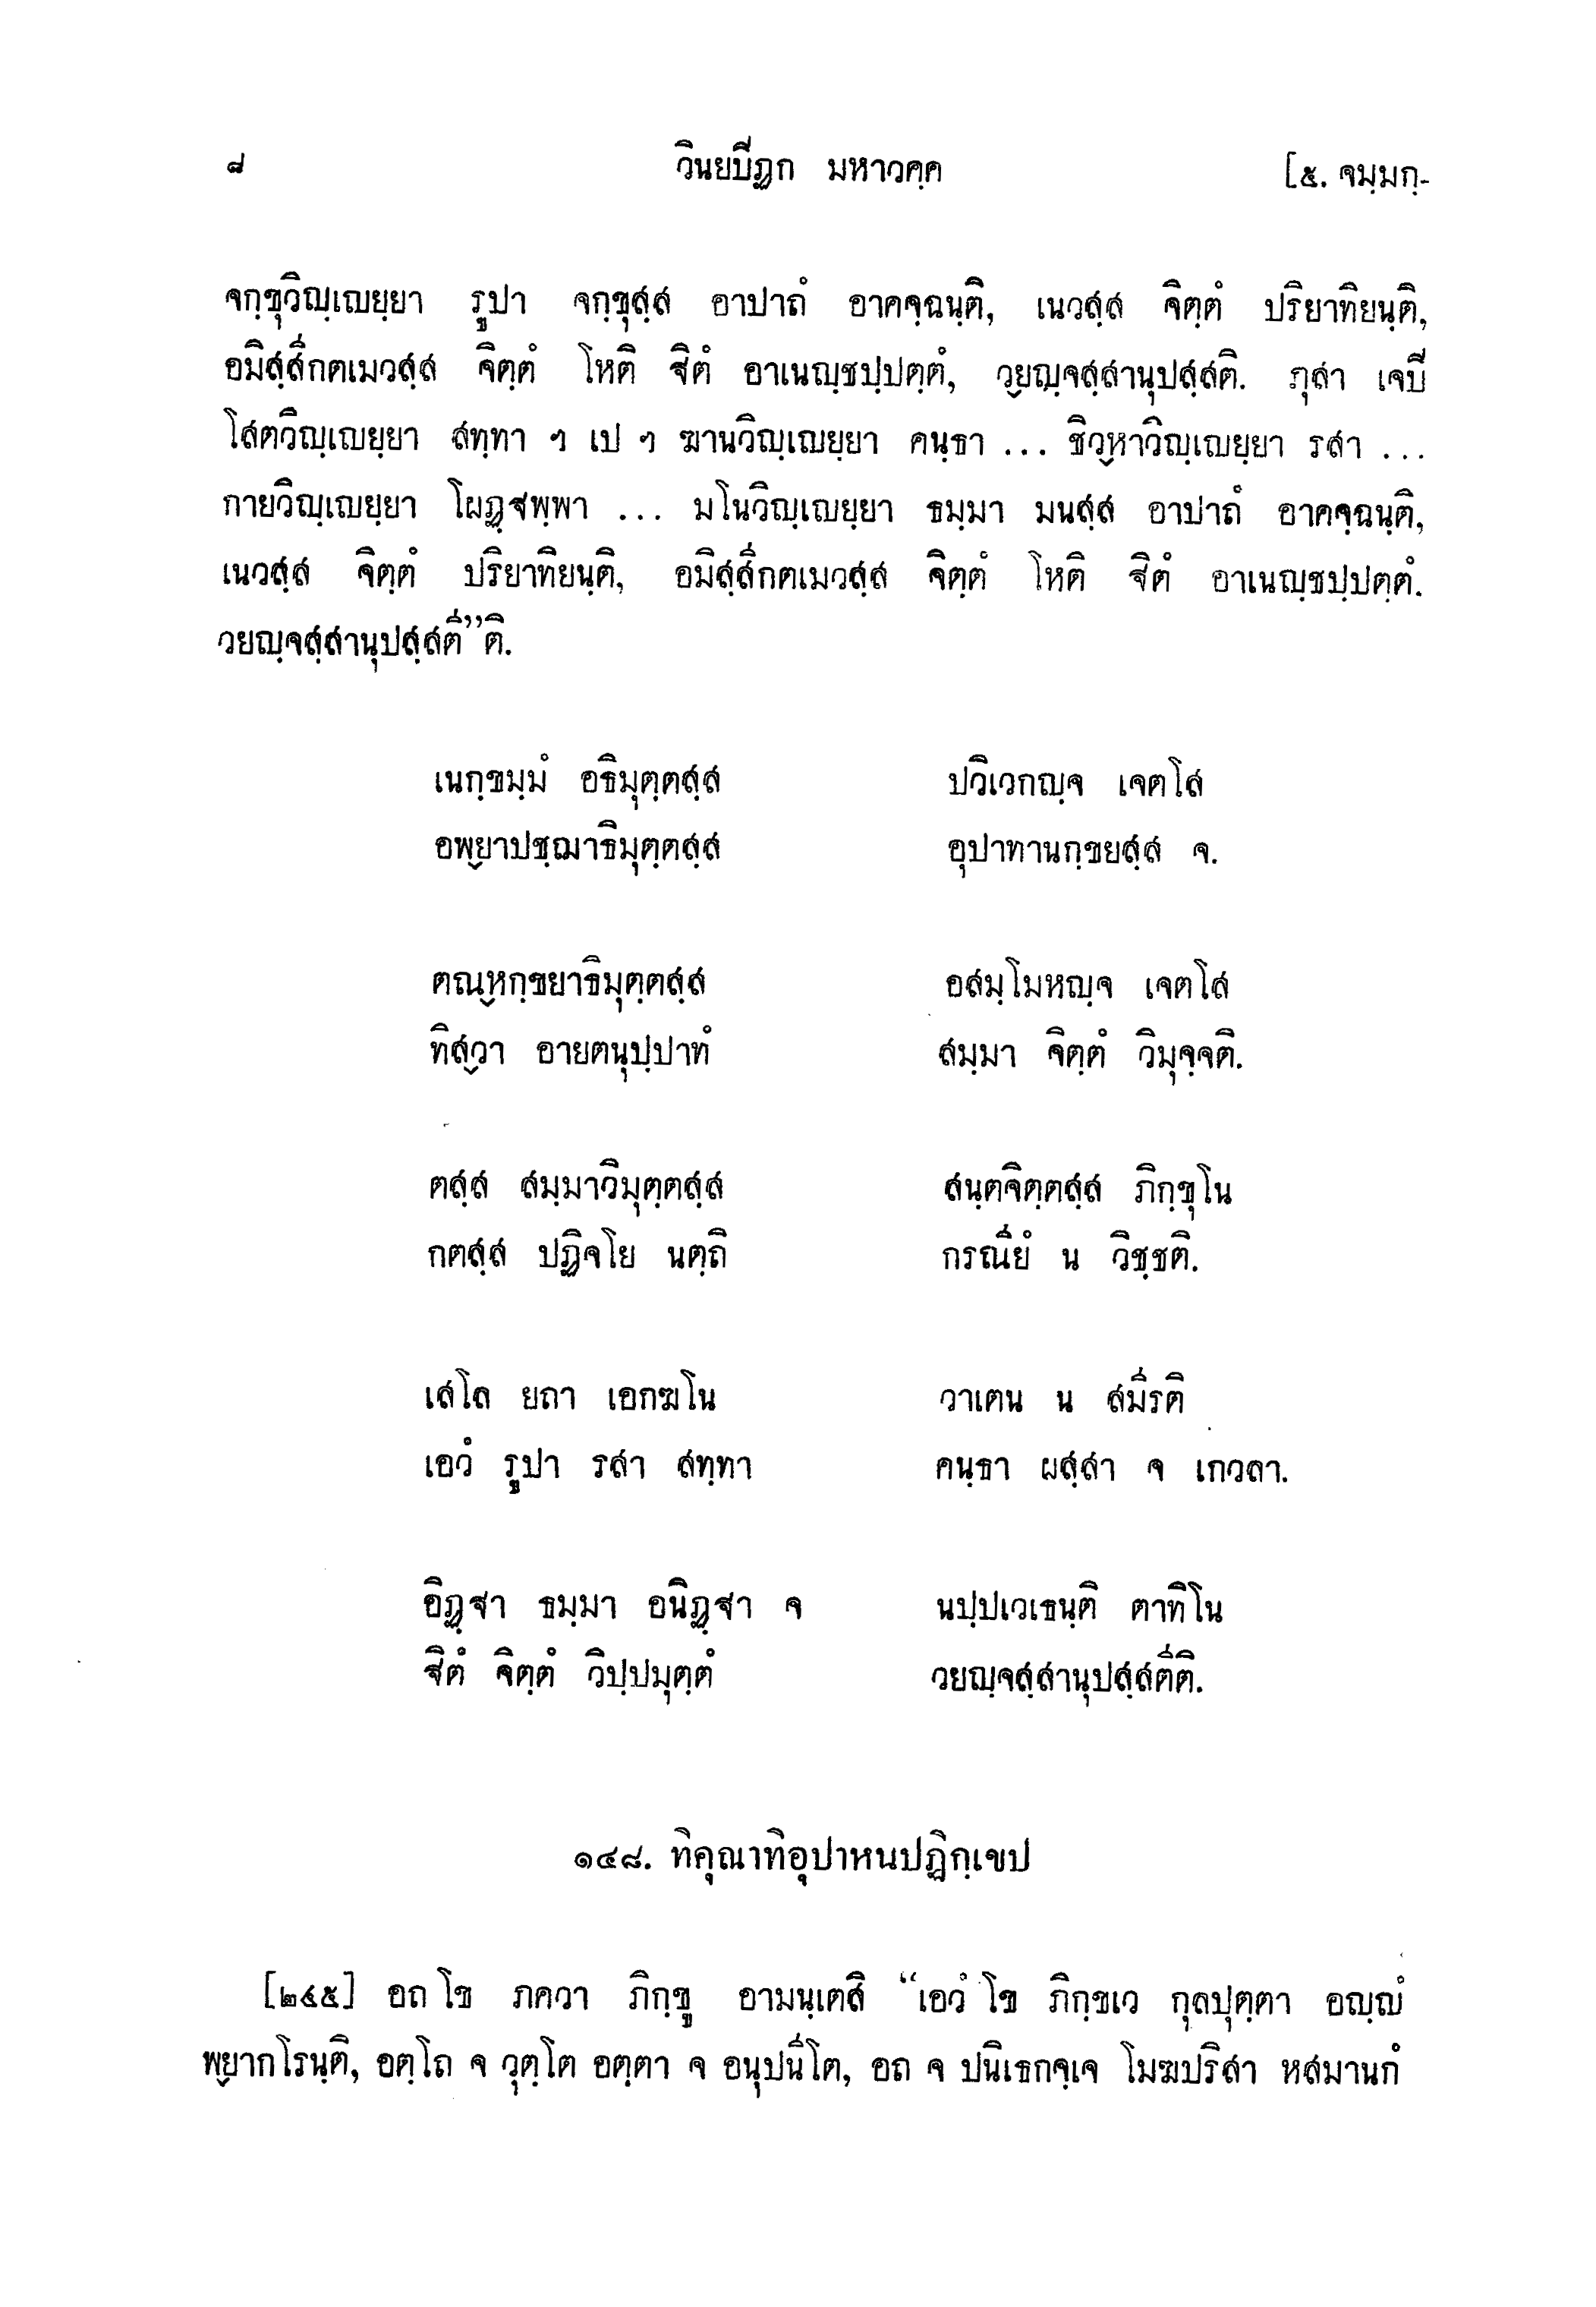 ๘ วินยปิฏก มหาวคฺค [๕. จมฺมกฺ-
จกฺขุวิญฺเญยฺยา รูปา จกฺขุสฺส อาปาถํ อาคจฺฉนฺติ, เนวสฺส จิตฺตํ ปริยาทิยนฺติ,
อมิสฺสีกตเมวสฺส จิตฺตํ โหติ ฐิตํ อาเนญฺชปฺปตฺตํ, วฺยญฺจสฺสานุปสฺสติ. ภุสา เจปิ
โสตวิญฺเญยฺยา สทฺทา ฯ เป ฯ ฆานวิญฺเญยฺยา คนฺธา ... ชิวฺหาวิญฺเญยฺยา รสา ...
กายวิญฺเญยฺยา โผฏฺฐพฺพา ... มโนวิญฺเญยฺยา ธมฺมา มนสฺส อาปาถํ อาคจฺฉนฺติ,
เนวสฺส จิตฺตํ ปริยาทิยนฺติ, อมิสฺสีกตเมวสฺส จิตฺตํ โหติ ฐิตํ อาเนญฺชปฺปตฺตํ.
วยญฺจสฺสานุปสฺสตี”ติ.
เนกฺขมฺมํ อธิมุตฺตสฺส ปวิเวกญฺจ เจตโส
อพฺยาปชฺฌาธิมุตฺตสฺส อุปาทานกฺขยสฺส จ.
ตณฺหกฺขยาธิมุตฺตสฺส อสมฺโมหญฺจ เจตโส
ทิสฺวา อายตนุปฺปาทํ สมฺมา จิตฺตํ วิมุจฺจติ.
ตสฺส สมฺมาวิมุตฺตสฺส สนฺตจิตฺตสฺส ภิกฺขุโน
กตสฺส ปฏิจโย นตฺถิ กรณียํ น วิชฺชติ.
เสโล ยถา เอกฆโน วาเตน น สมีรติ
เอวํ รูปา รสา สทฺทา คนฺธา ผสฺสา จ เกวลา.
อิฏฺฐา ธมฺมา อนิฏฺฐา จ นปฺปเวเธนฺติ ตาทิโน
ฐิตํ จิตฺตํ วิปฺปมุตฺตํ วยญฺจสฺสานุปสฺสตีติ.
๑๔๘. ทิคุณาทิอุปาหนปฏิกฺเขป
[๒๔๕] อถ โข ภควา ภิกฺขู อามนฺเตสิ “เอวํ โข ภิกฺขเว กุลปุตฺตา อญฺญํ
พฺยากโรนฺติ, อตฺโถ จ วุตฺโต อตฺตา จ อนุปนีโต, อถ จ ปนิเธกจฺเจ โมฆปริสา หสมานกํ